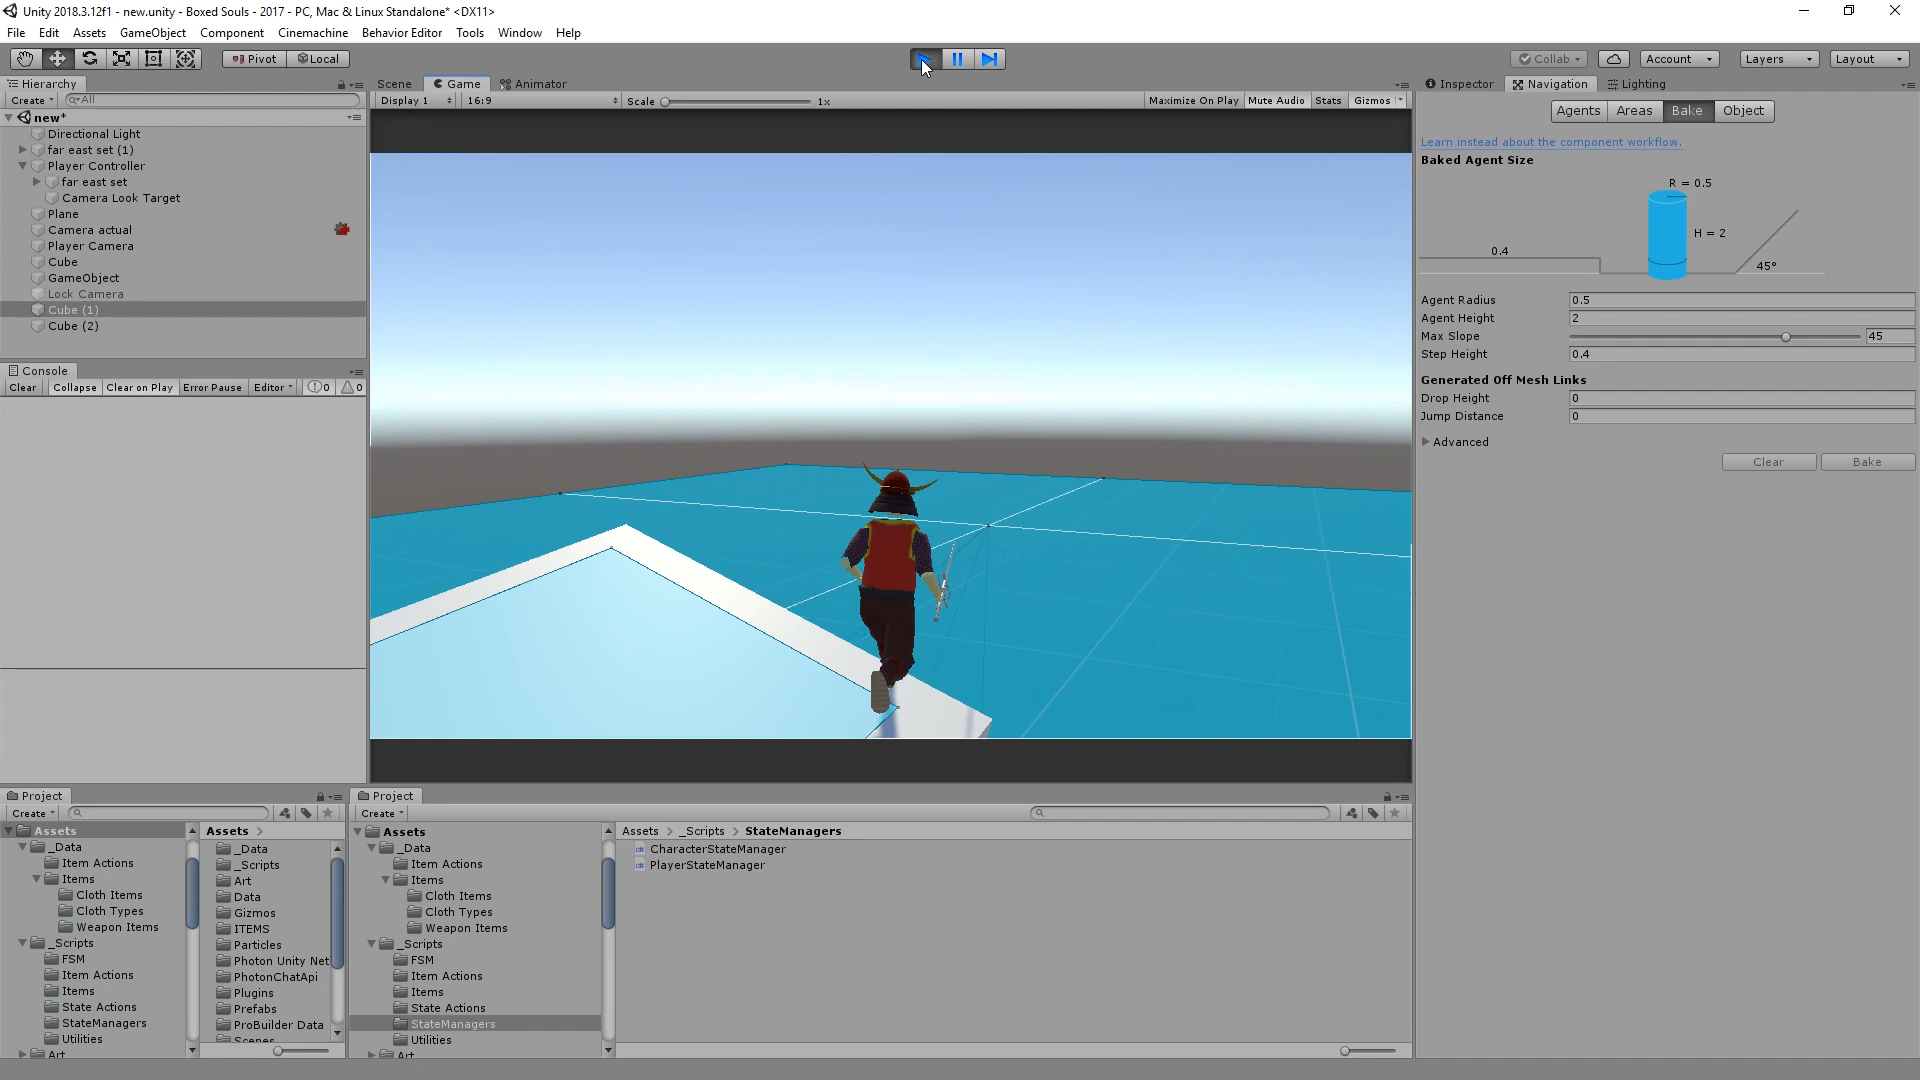 Unity 2018.3.12f1 - new.unity - Boxed Souls - 2017 - PC, Mac & Linux Standalone* <DX11>
File Edit Assets GameObject Component Cinemachine Behavior Editor Tools Window Help
Pivot Local Collab Account Layers Layout
Hierarchy
Create All
new*
Directional Light
far east set (1)
Player Controller
far east set
Camera Look Target
Plane
Camera actual
Player Camera
Cube
GameObject
Lock Camera
Cube (1)
Cube (2)
Console
Clear Collapse Clear on Play Error Pause Editor 0 0
Scene Game Animator
Display 1 16:9 Scale 1x Maximize On Play Mute Audio Stats Gizmos
Inspector Navigation Lighting
Agents Areas Bake Object
Learn instead about the component workflow.
Baked Agent Size
R = 0.5
H = 2
0.4
45°
Agent Radius 0.5
Agent Height 2
Max Slope 45
Step Height 0.4
Generated Off Mesh Links
Drop Height 0
Jump Distance 0
Advanced
Clear Bake
Project
Create
Assets
_Data
Item Actions
Items
Cloth Items
Cloth Types
Weapon Items
_Scripts
FSM
Item Actions
Items
State Actions
StateManagers
Utilities
Art
Assets >
_Data
_Scripts
Art
Data
Gizmos
ITEMS
Particles
Photon Unity Net
PhotonChatApi
Plugins
Prefabs
ProBuilder Data
Scenes
Project
Create
Assets
_Data
Item Actions
Items
Cloth Items
Cloth Types
Weapon Items
_Scripts
FSM
Item Actions
Items
State Actions
StateManagers
Utilities
Art
Assets > _Scripts > StateManagers
CharacterStateManager
PlayerStateManager